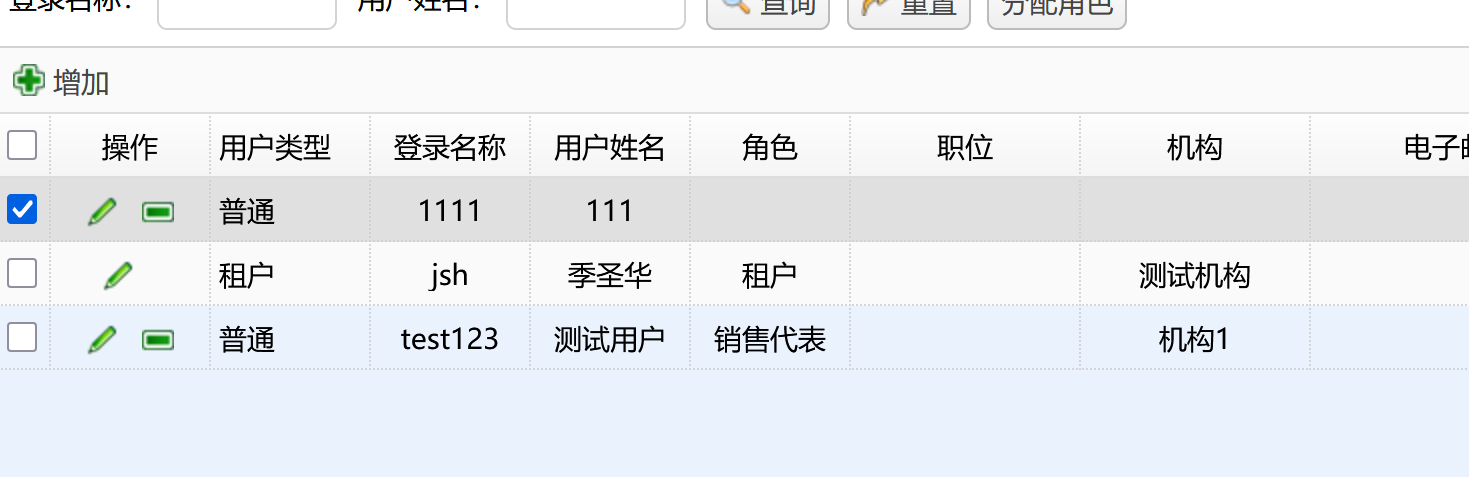 登录名称： 用户姓名： 查询 重置 分配角色
增加
操作 用户类型 登录名称 用户姓名 角色 职位 机构 电子
普通 1111 111
租户 jsh 季圣华 租户 测试机构
普通 test123 测试用户 销售代表 机构1